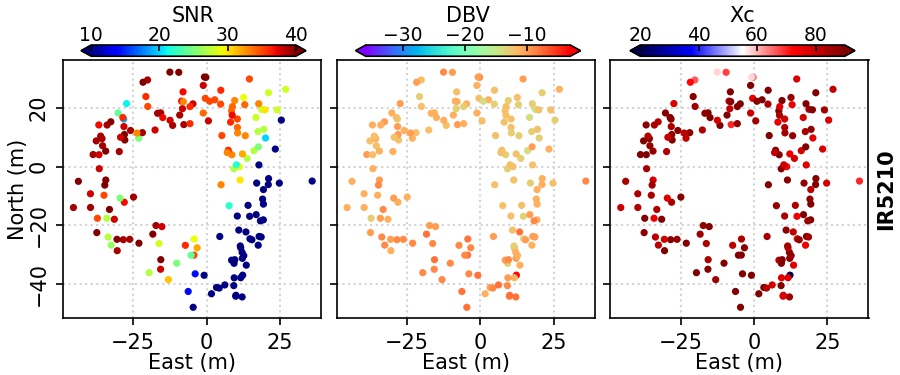 SNR DBV Xc
10 20 30 40 −30 −20 −10 20 40 60 80
North (m)
20
0
−20
−40
−25 0 25 −25 0 25 −25 0 25
East (m) East (m) East (m)
IR5210